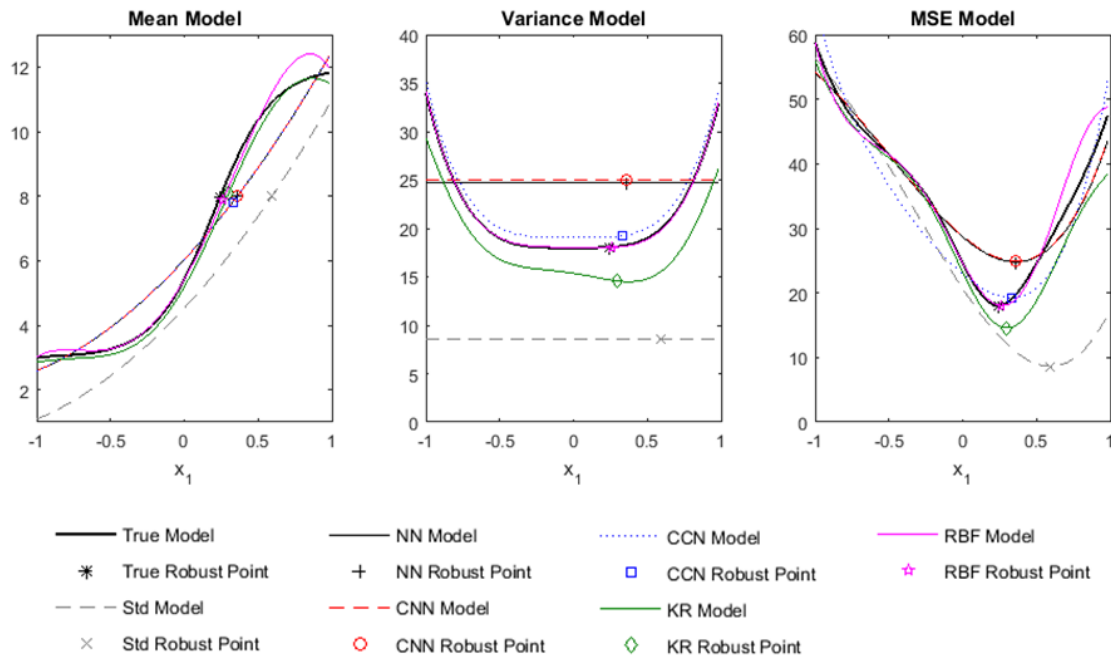 Mean Model
Variance Model
MSE Model
12
10
8
6
4
2
-1
-0.5
0
0.5
1
x1
40
35
30
25
20
15
10
5
0
-1
-0.5
0
0.5
1
x1
60
50
40
30
20
10
0
-1
-0.5
0
0.5
1
x1
True Model
NN Model
CCN Model
RBF Model
True Robust Point
NN Robust Point
CCN Robust Point
RBF Robust Point
Std Model
CNN Model
KR Model
Std Robust Point
CNN Robust Point
KR Robust Point